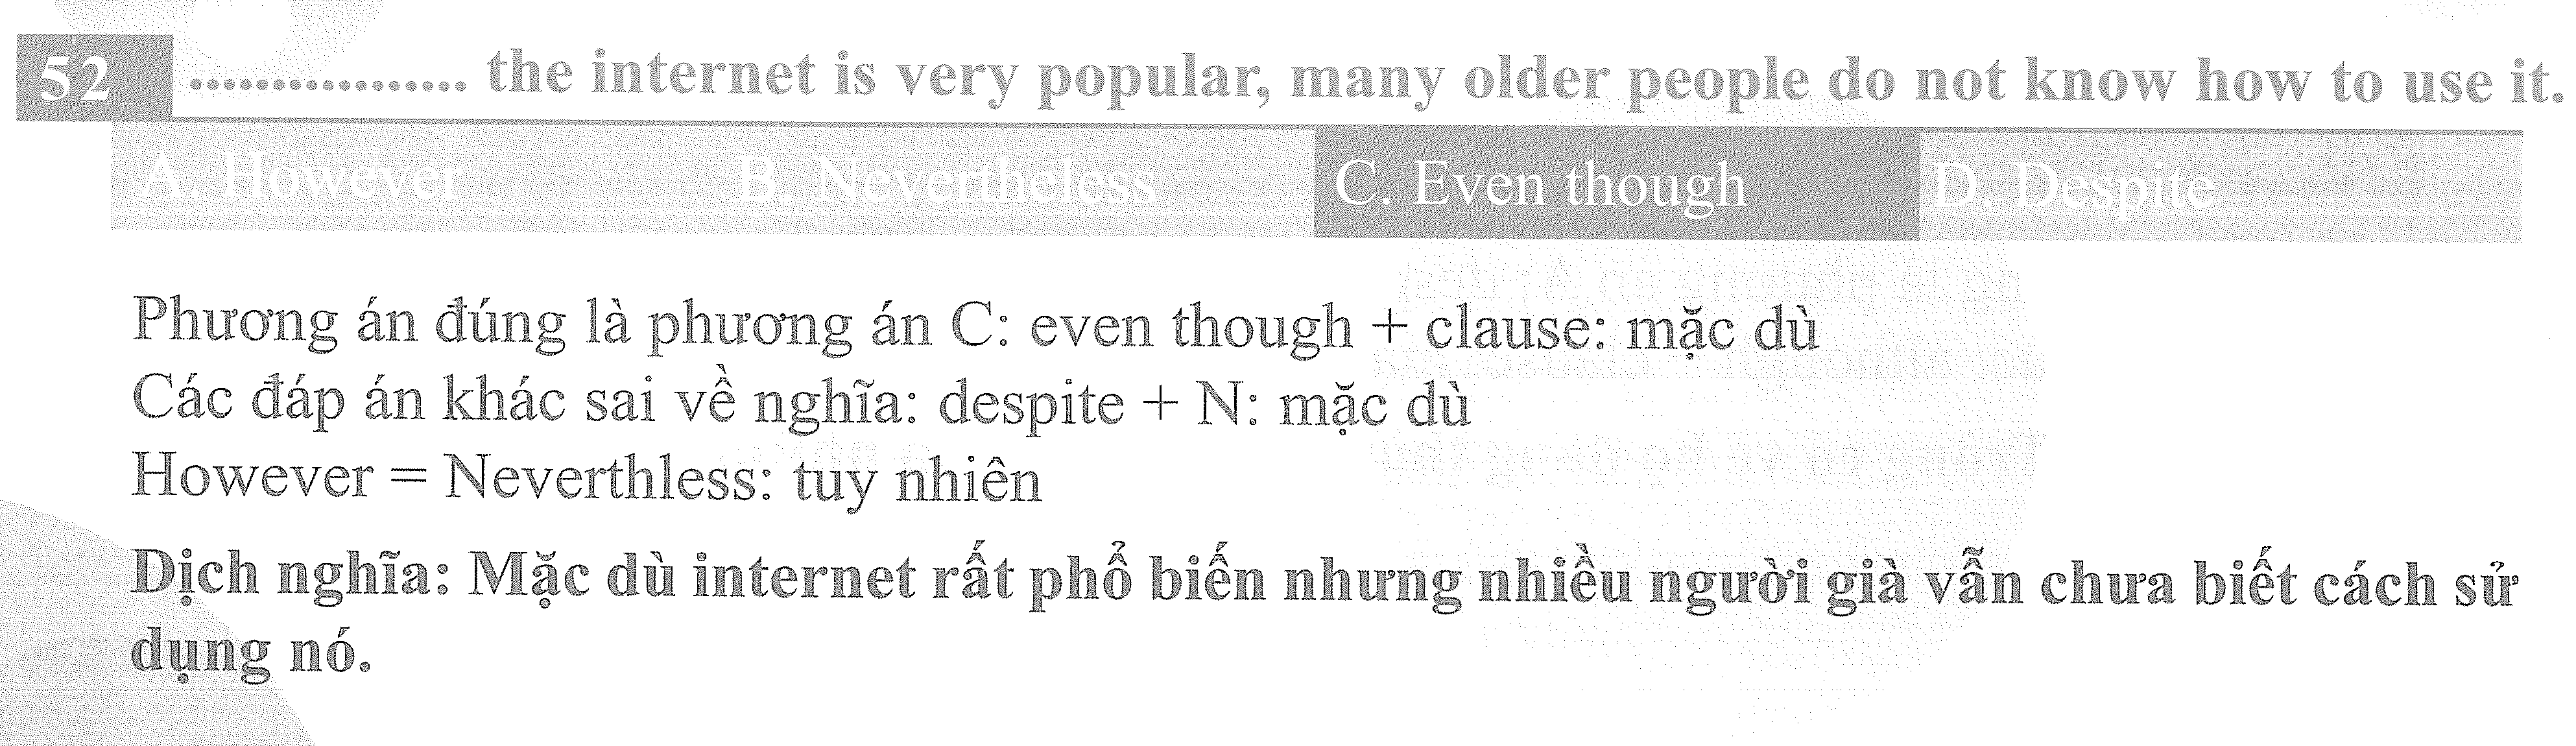 52 ................ the internet is very popular, many older people do not know how to use it.
A. However B. Nevertheless C. Even though D. Despite
Phương án đúng là phương án C: even though + clause: mặc dù
Các đáp án khác sai về nghĩa: despite + N: mặc dù
However = Neverthless: tuy nhiên
Dịch nghĩa: Mặc dù internet rất phổ biến nhưng nhiều người già vẫn chưa biết cách sử
dụng nó.